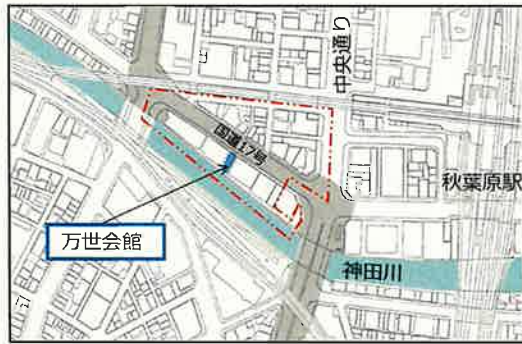 中央通り
国道17号
秋葉原駅
万世会館
神田川